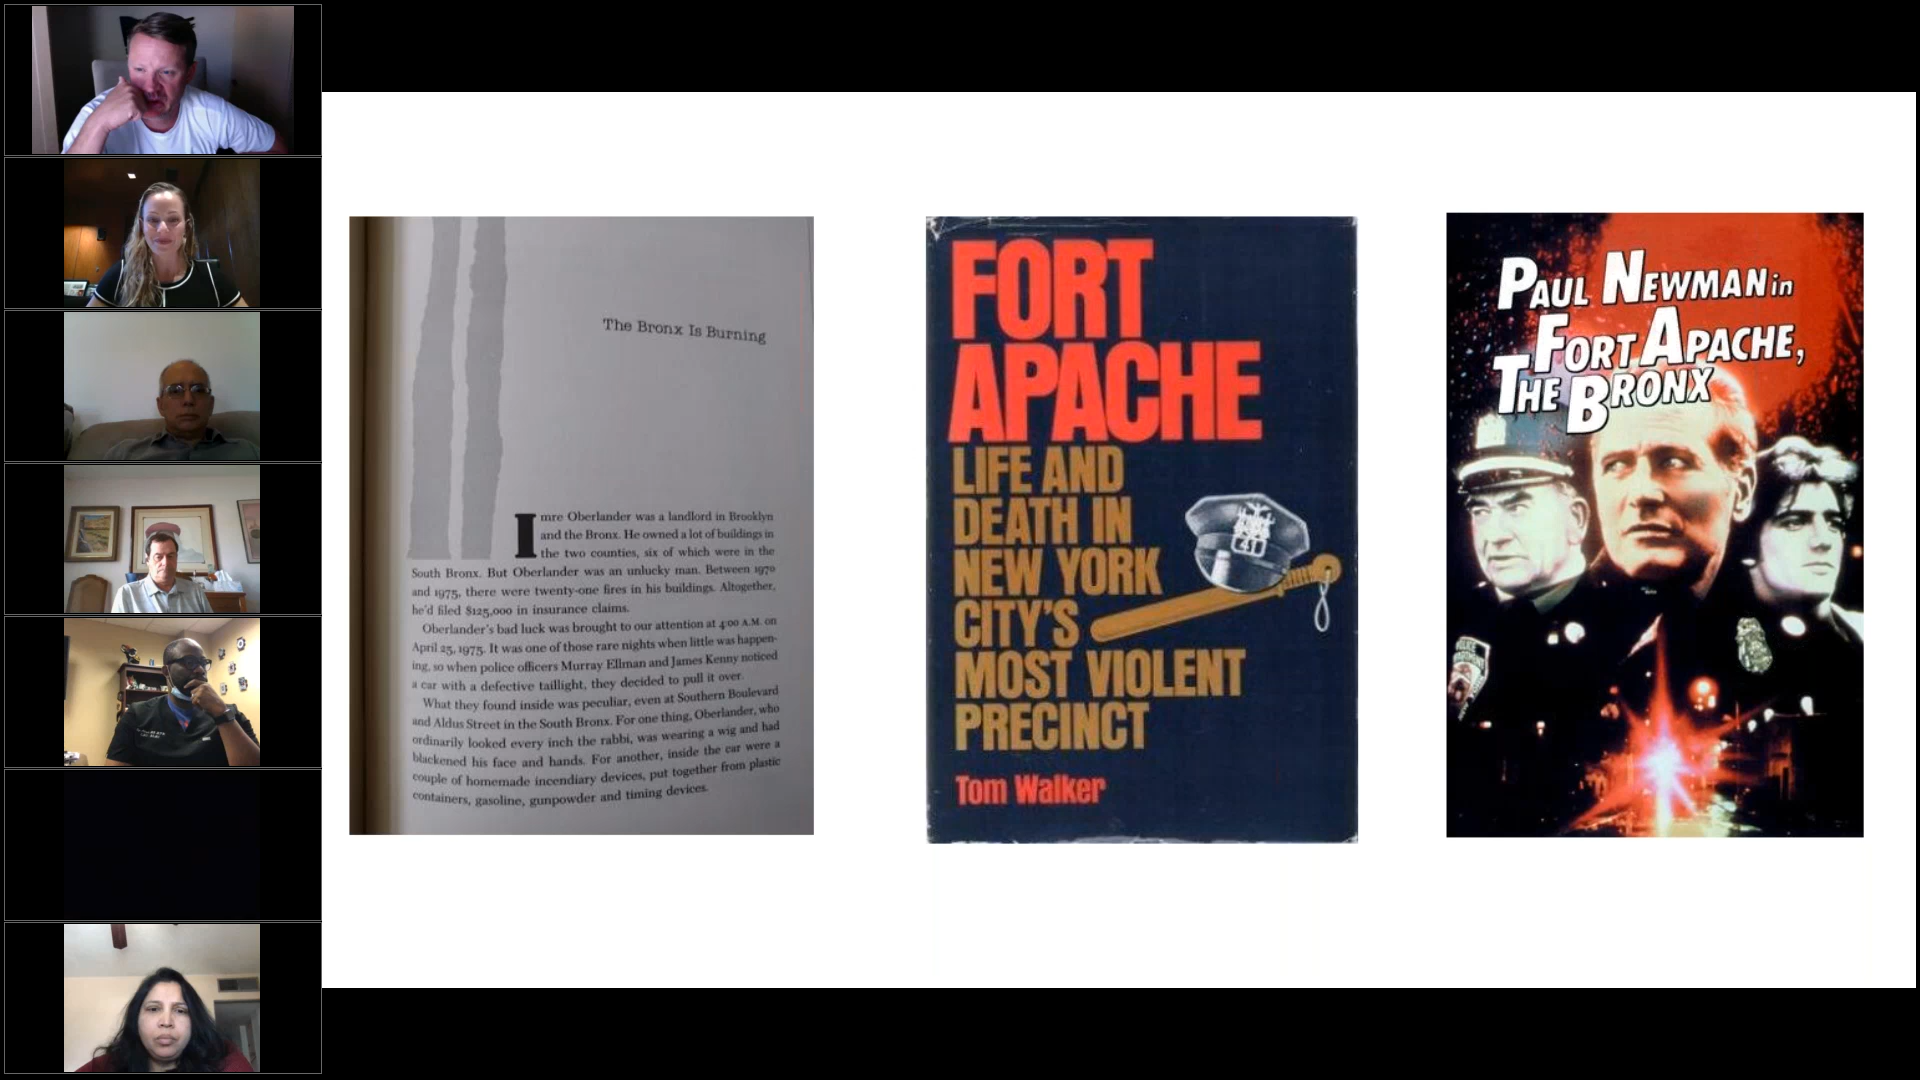 The Bronx Is Burning
Imre Oberlander was a landlord in Brooklyn
and the Bronx. He owned a lot of buildings in
the two counties, six of which were in the
South Bronx. But Oberlander was an unlucky man. Between 1970
and 1975, there were twenty-one fires in his buildings. Altogether,
he'd filed $125,000 in insurance claims.
Oberlander's bad luck was brought to our attention at 4:00 A.M. on
April 25, 1975. It was one of those rare nights when little was happen-
ing, so when police officers Murray Ellman and James Kenny noticed
a car with a defective taillight, they decided to pull it over.
What they found inside was peculiar, even at Southern Boulevard
and Aldus Street in the South Bronx. For one thing, Oberlander, who
ordinarily looked every inch the rabbi, was wearing a wig and had
blackened his face and hands. For another, inside the car were a
couple of homemade incendiary devices, put together from plastic
containers, gasoline, gunpowder and timing devices.
FORT
APACHE
LIFE AND
DEATH IN
NEW YORK
CITY'S
MOST VIOLENT
PRECINCT
41
Tom Walker
PAUL NEWMAN in
FORT APACHE,
THE BRONX